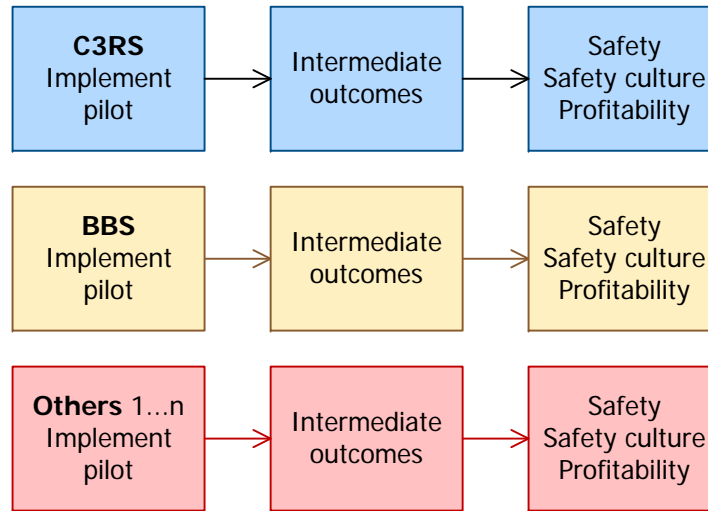 C3RS
Implement
pilot
Intermediate
outcomes
Safety
Safety culture
Profitability
BBS
Implement
pilot
Intermediate
outcomes
Safety
Safety culture
Profitability
Others 1...n
Implement
pilot
Intermediate
outcomes
Safety
Safety culture
Profitability